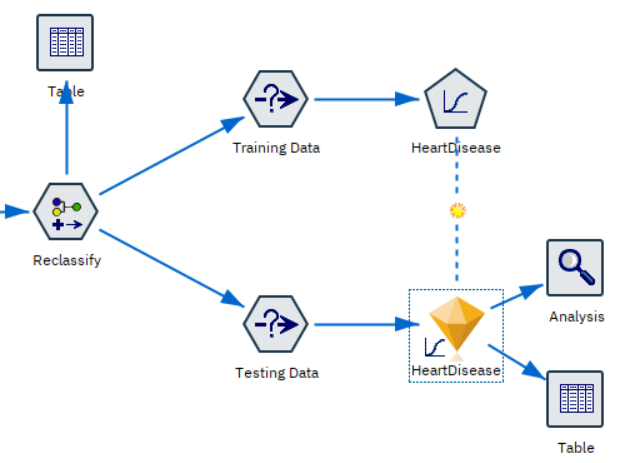 Table
Training Data
HeartDisease
Reclassify
Analysis
Testing Data
HeartDisease
Table